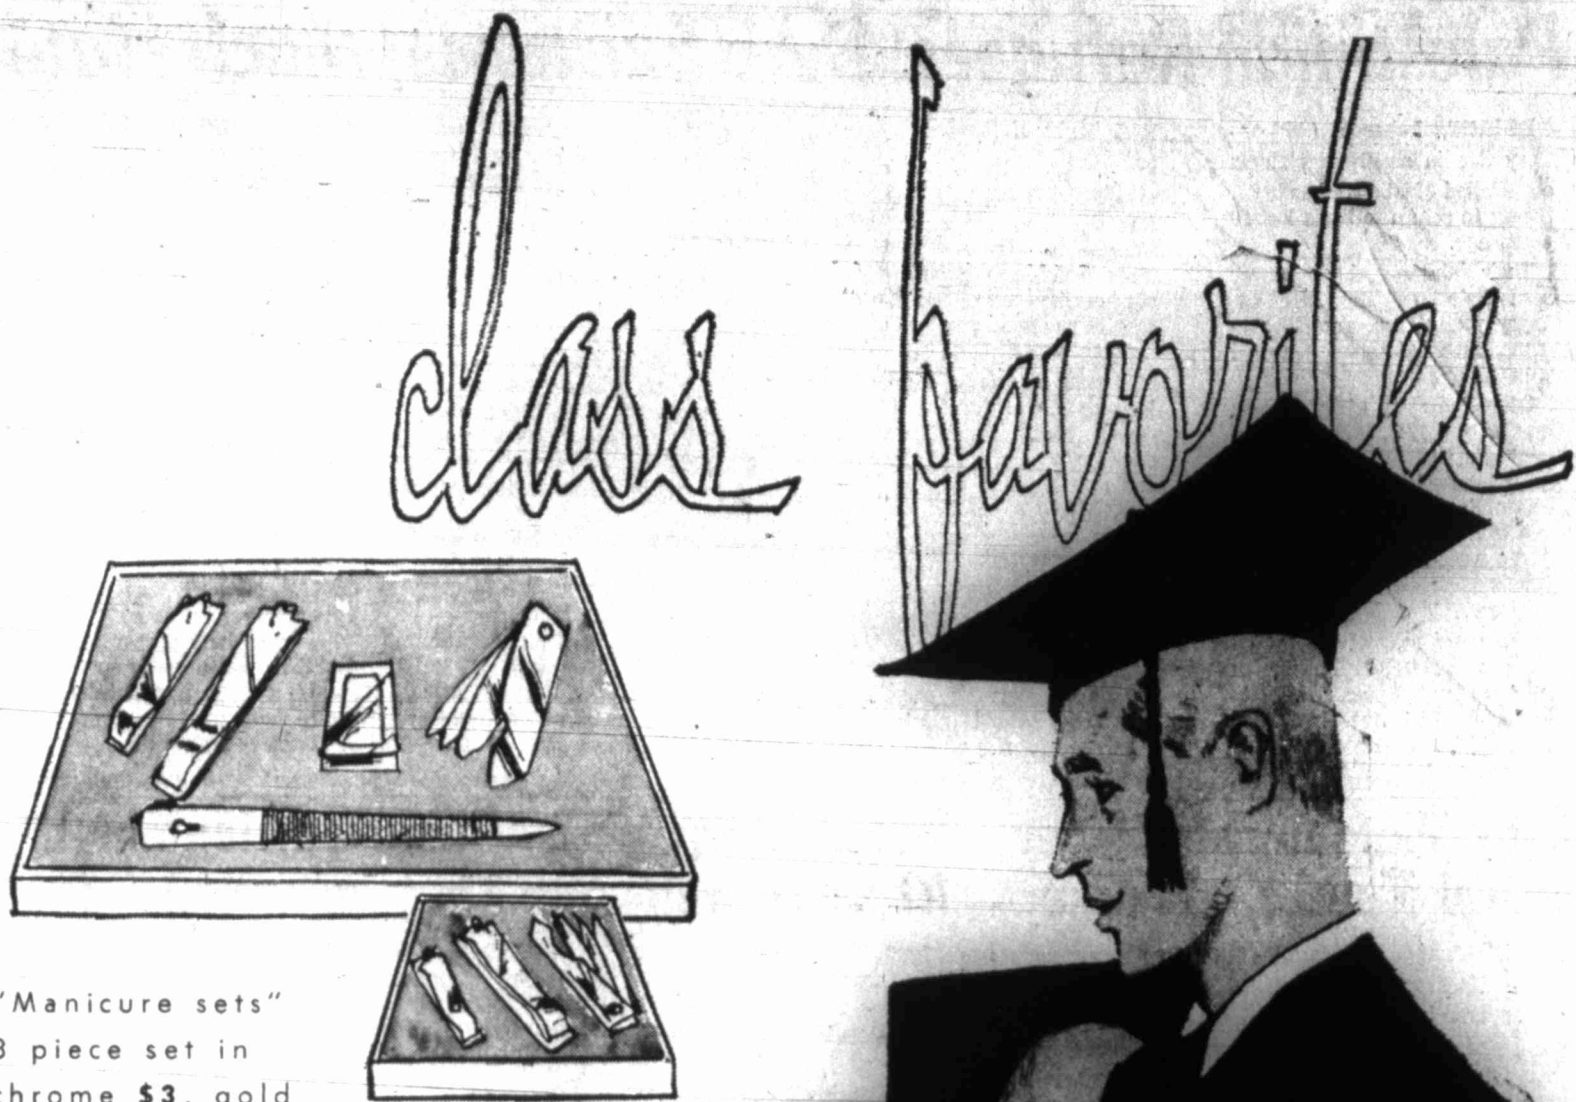 class favorites
"Manicure sets"
3 piece set in
chrome $3, gold